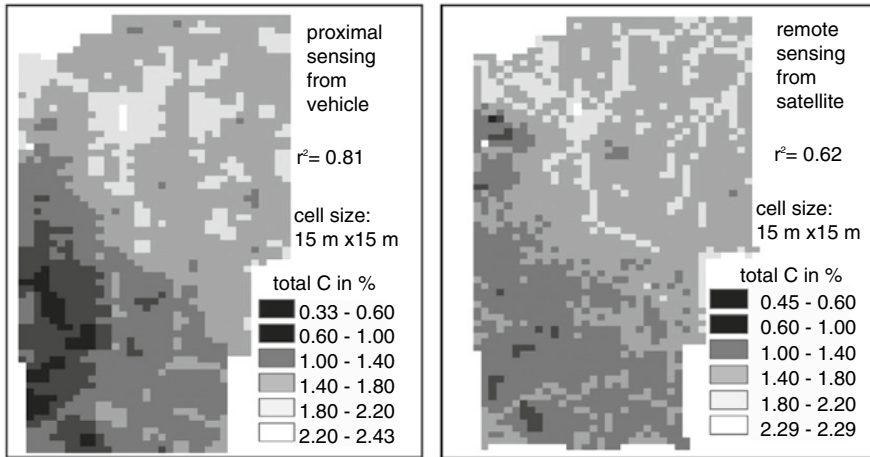 proximal
sensing
from
vehicle
r²= 0.81
cell size:
15 m x15 m
total C in %
0.33 - 0.60
0.60 - 1.00
1.00 - 1.40
1.40 - 1.80
1.80 - 2.20
2.20 - 2.43
remote
sensing
from
satellite
r²= 0.62
cell size:
15 m x15 m
total C in %
0.45 - 0.60
0.60 - 1.00
1.00 - 1.40
1.40 - 1.80
1.80 - 2.20
2.29 - 2.29